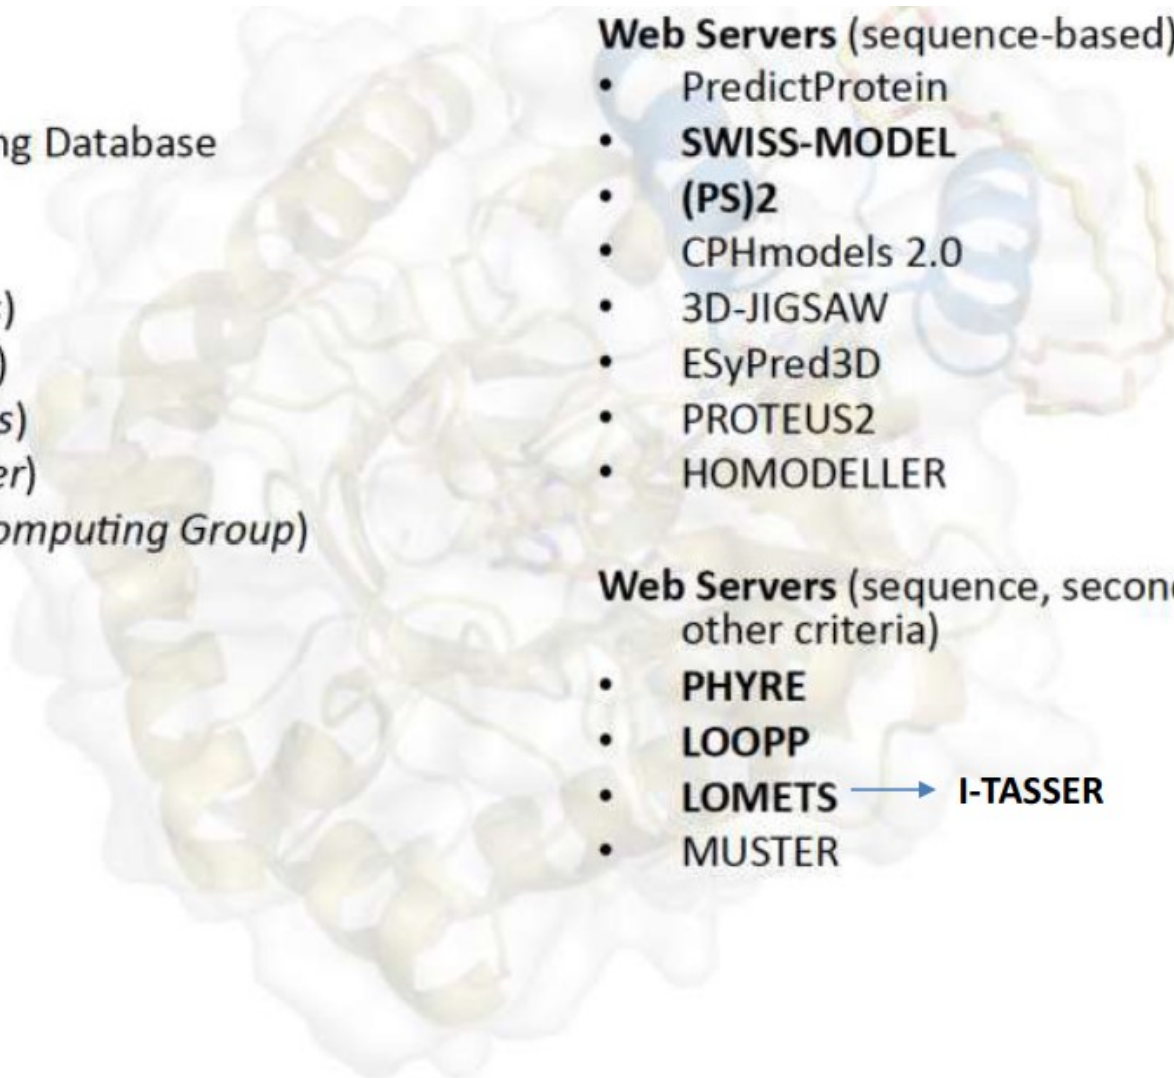 ng Database
)
)
s)
er)
omputing Group)
Web Servers (sequence-based)
• PredictProtein
• SWISS-MODEL
• (PS)2
• CPHmodels 2.0
• 3D-JIGSAW
• ESyPred3D
• PROTEUS2
• HOMODELLER
Web Servers (sequence, second
other criteria)
• PHYRE
• LOOPP
• LOMETS → I-TASSER
• MUSTER